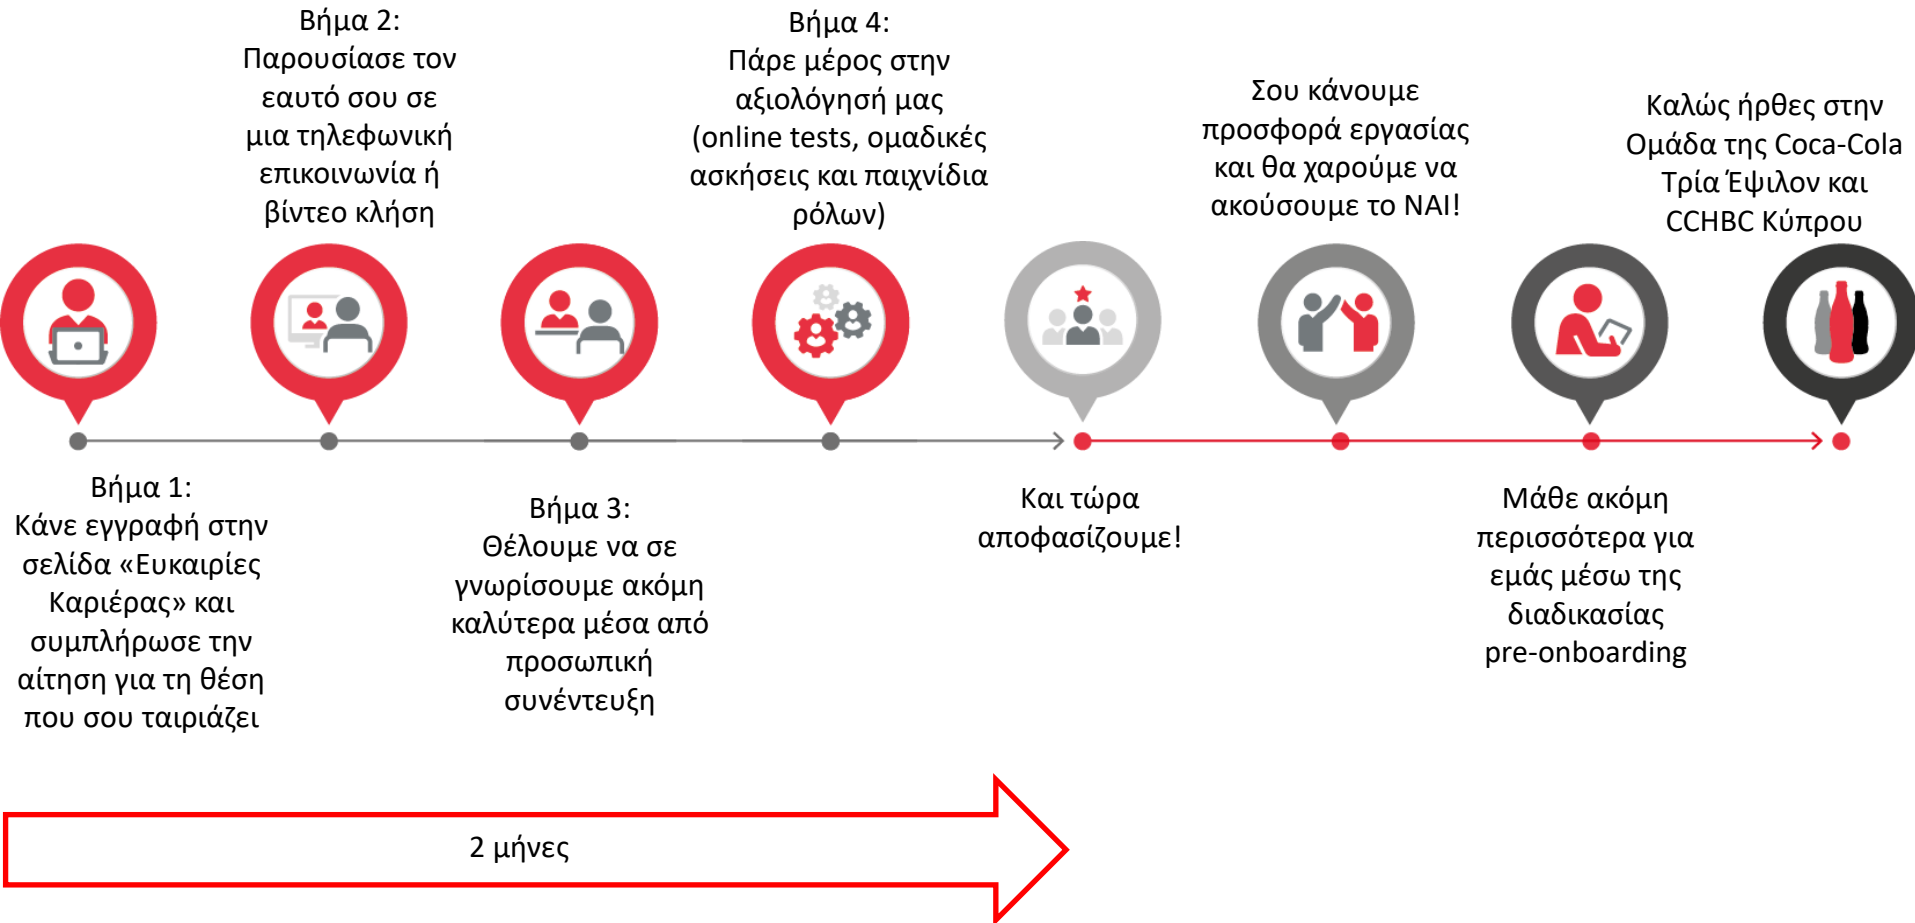 Βήμα 1:
Κάνε εγγραφή στην
σελίδα «Ευκαιρίες
Καριέρας» και
συμπλήρωσε την
αίτηση για τη θέση
που σου ταιριάζει
Βήμα 2:
Παρουσίασε τον
εαυτό σου σε
μια τηλεφωνική
επικοινωνία ή
βίντεο κλήση
Βήμα 3:
Θέλουμε να σε
γνωρίσουμε ακόμη
καλύτερα μέσα από
προσωπική
συνέντευξη
Βήμα 4:
Πάρε μέρος στην
αξιολόγησή μας
(online tests, ομαδικές
ασκήσεις και παιχνίδια
ρόλων)
Και τώρα
αποφασίζουμε!
Σου κάνουμε
προσφορά εργασίας
και θα χαρούμε να
ακούσουμε το ΝΑΙ!
Μάθε ακόμη
περισσότερα για
εμάς μέσω της
διαδικασίας
pre-onboarding
Καλώς ήρθες στην
Ομάδα της Coca-Cola
Τρία Έψιλον και
CCHBC Κύπρου
2 μήνες